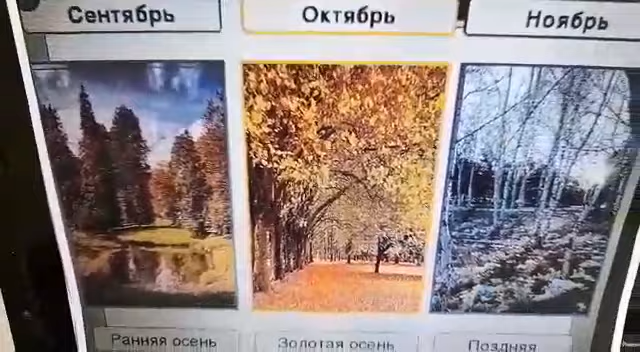 Сентябрь
Октябрь
Ноябрь
Ранняя осень
Золотая осень
Поздняя